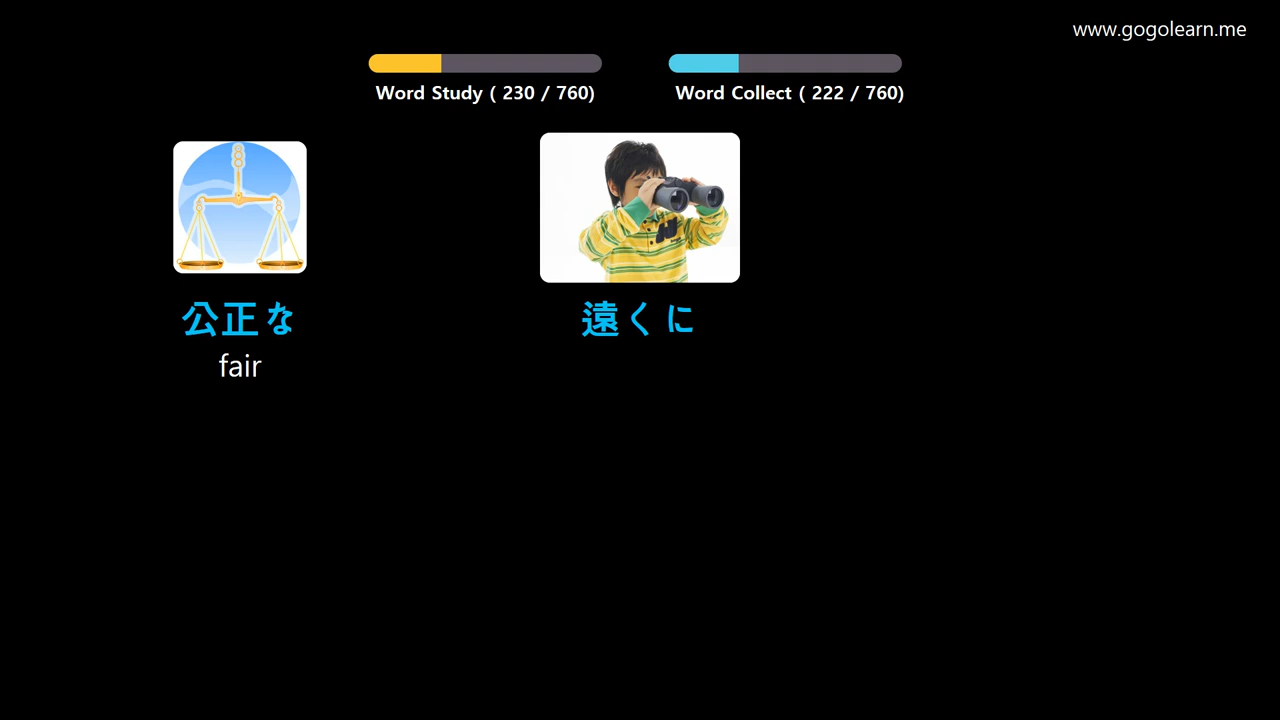 www.gogolearn.me
Word Study ( 230 / 760)
Word Collect ( 222 / 760)
公正な
fair
遠くに